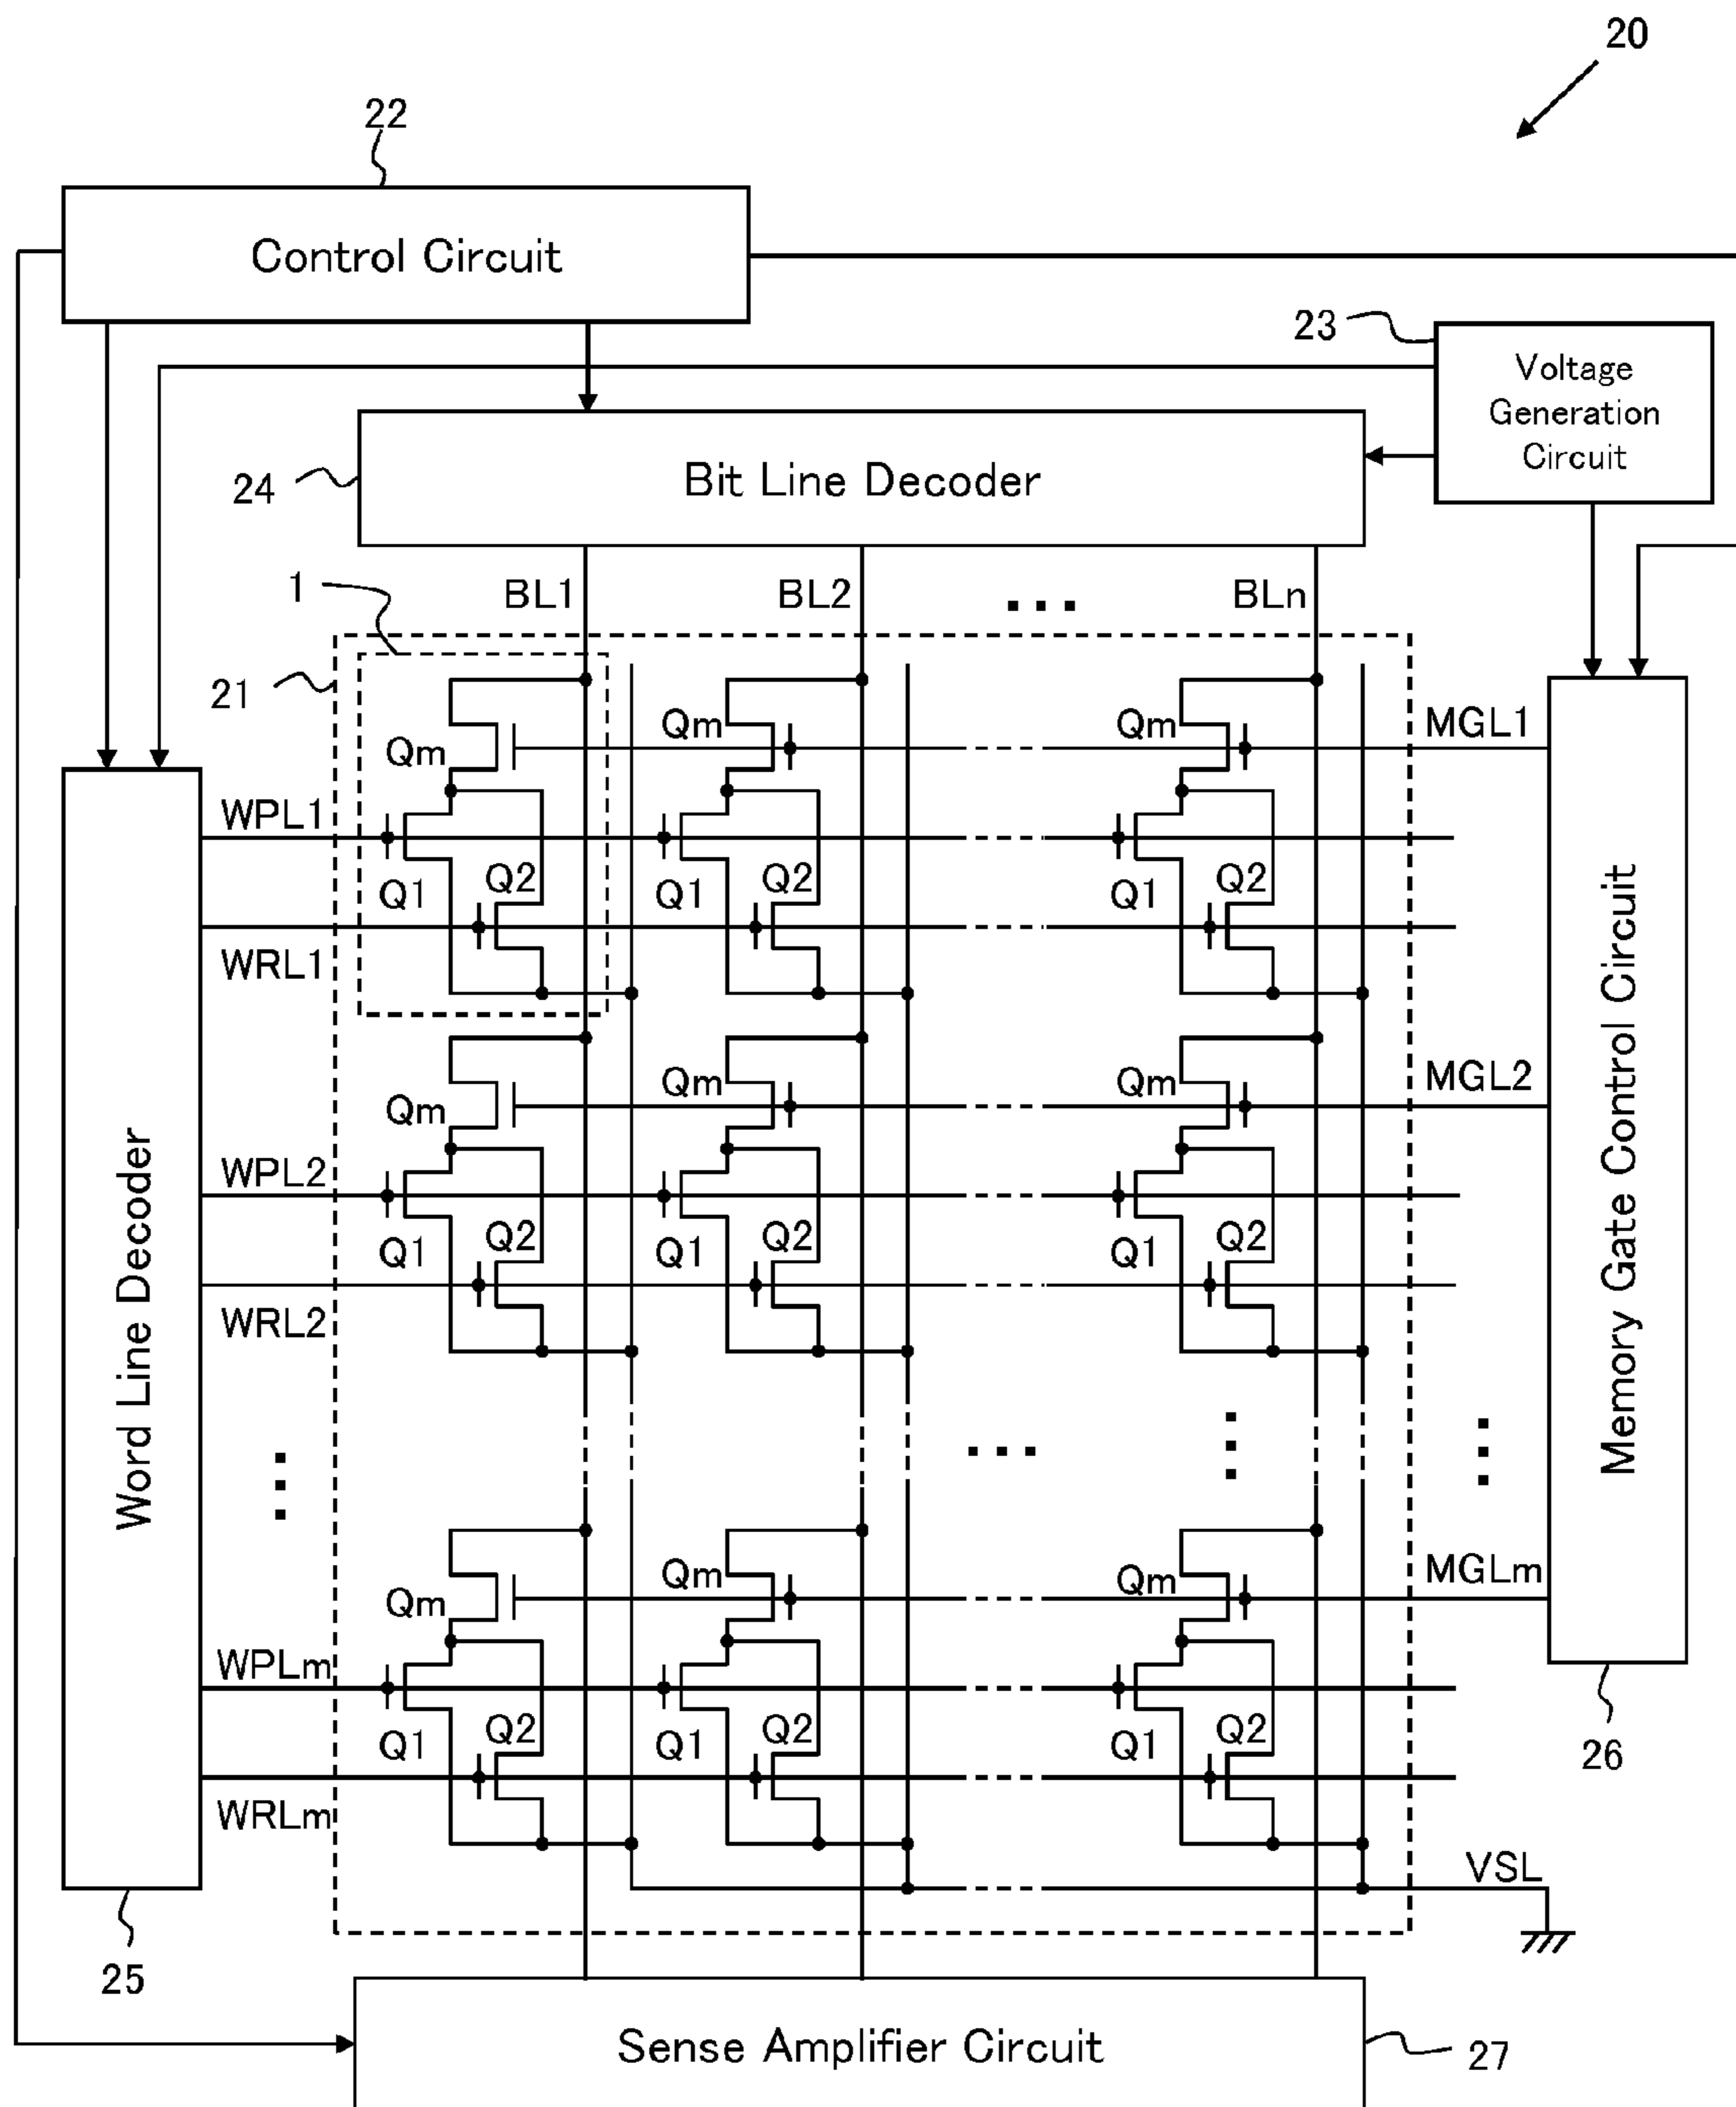 20
22
Control Circuit
23
Voltage
Generation
Circuit
24
Bit Line Decoder
1
BL1
BL2
...
BLn
21
Qm
Qm
Qm
MGL1
WPL1
Q1
Q2
Q1
Q2
Q1
Q2
WRL1
Qm
Qm
Qm
MGL2
WPL2
Q1
Q2
Q1
Q2
Q1
Q2
WRL2
Word Line Decoder
Memory Gate Control Circuit
...
Qm
Qm
Qm
MGLm
WPLm
Q1
Q2
Q1
Q2
Q1
Q2
WRLm
26
VSL
25
Sense Amplifier Circuit
27